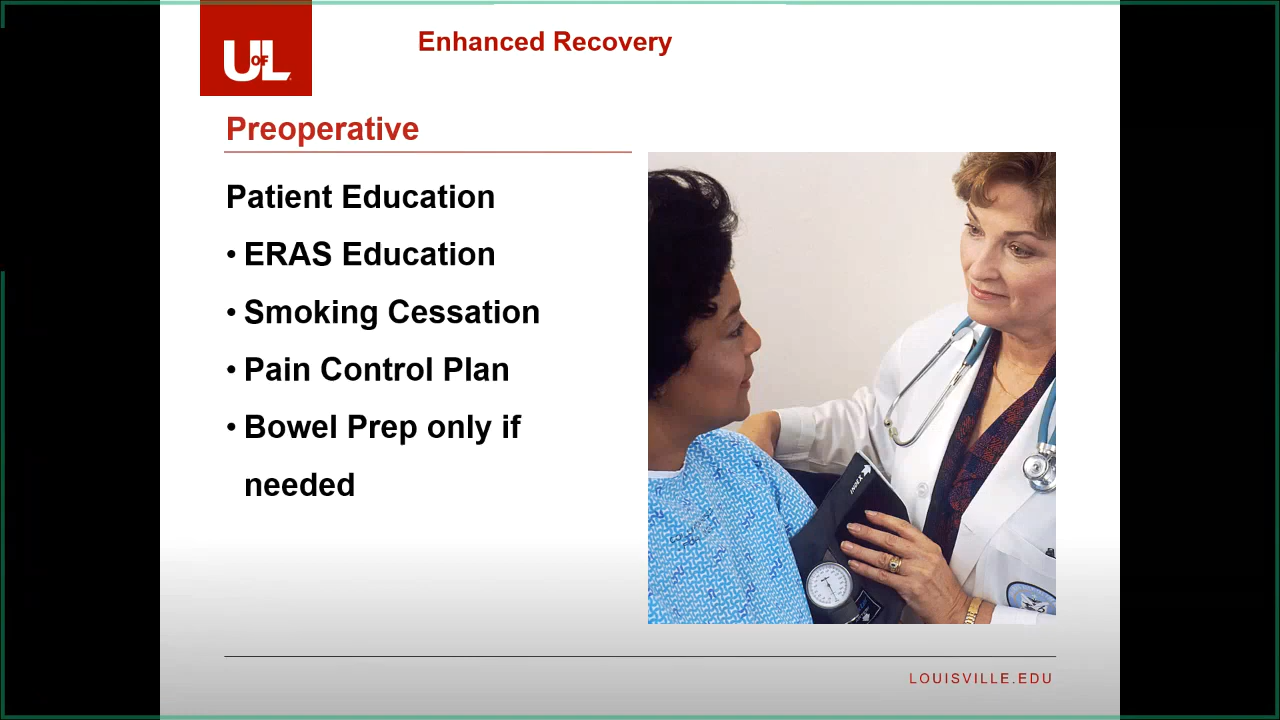 U OF L
Enhanced Recovery
Preoperative
Patient Education
• ERAS Education
• Smoking Cessation
• Pain Control Plan
• Bowel Prep only if
needed
LOUISVILLE.EDU